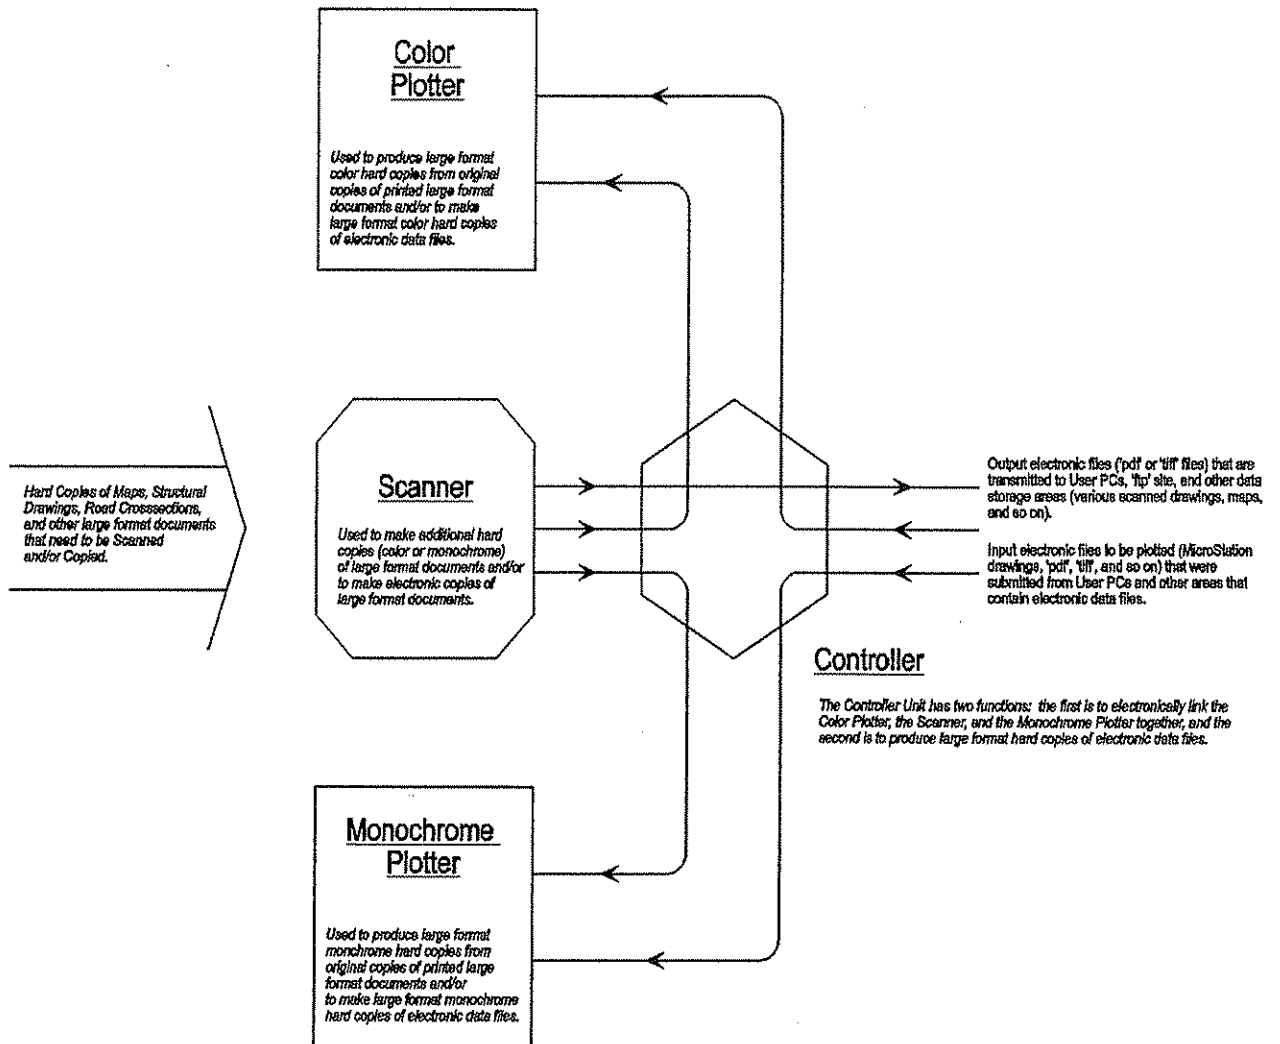 Color
Plotter
Used to produce large format
color hard copies from original
copies of printed large format
documents and/or to make
large format color hard copies
of electronic data files.
Hard Copies of Maps, Structural
Drawings, Road Crosssections,
and other large format documents
that need to be Scanned
and/or Copied.
Scanner
Used to make additional hard
copies (color or monochrome)
of large format documents and/or
to make electronic copies of
large format documents.
Output electronic files ('pdf' or 'tiff' files) that are
transmitted to User PCs, 'ftp' site, and other data
storage areas (various scanned drawings, maps,
and so on).
Input electronic files to be plotted (MicroStation
drawings, 'pdf', 'tiff', and so on) that were
submitted from User PCs and other areas that
contain electronic data files.
Controller
The Controller Unit has two functions: the first is to electronically link the
Color Plotter, the Scanner, and the Monochrome Plotter together, and the
second is to produce large format hard copies of electronic data files.
Monochrome
Plotter
Used to produce large format
monochrome hard copies from
original copies of printed large
format documents and/or
to make large format monochrome
hard copies of electronic data files.